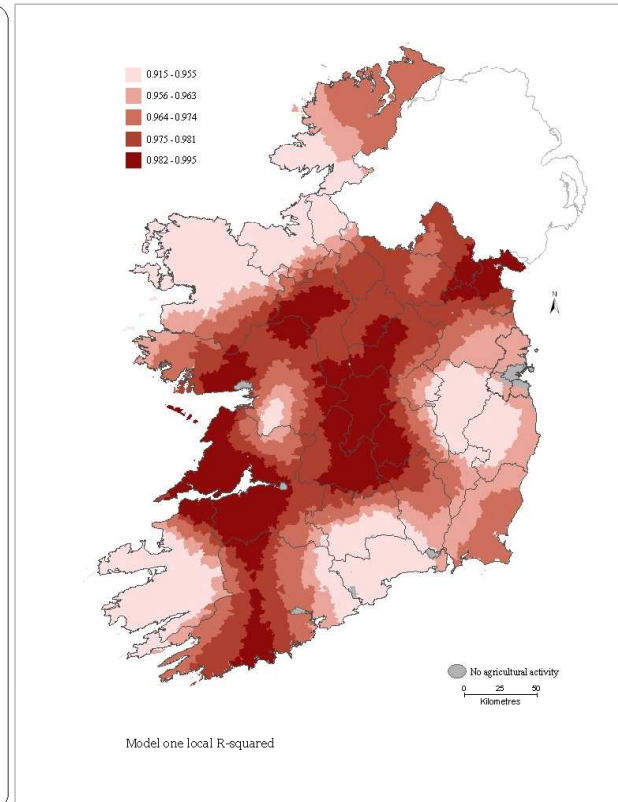 0.915 - 0.955
0.956 - 0.963
0.964 - 0.974
0.975 - 0.981
0.982 - 0.995
N
No agricultural activity
0 25 50
Kilometres
Model one local R-squared